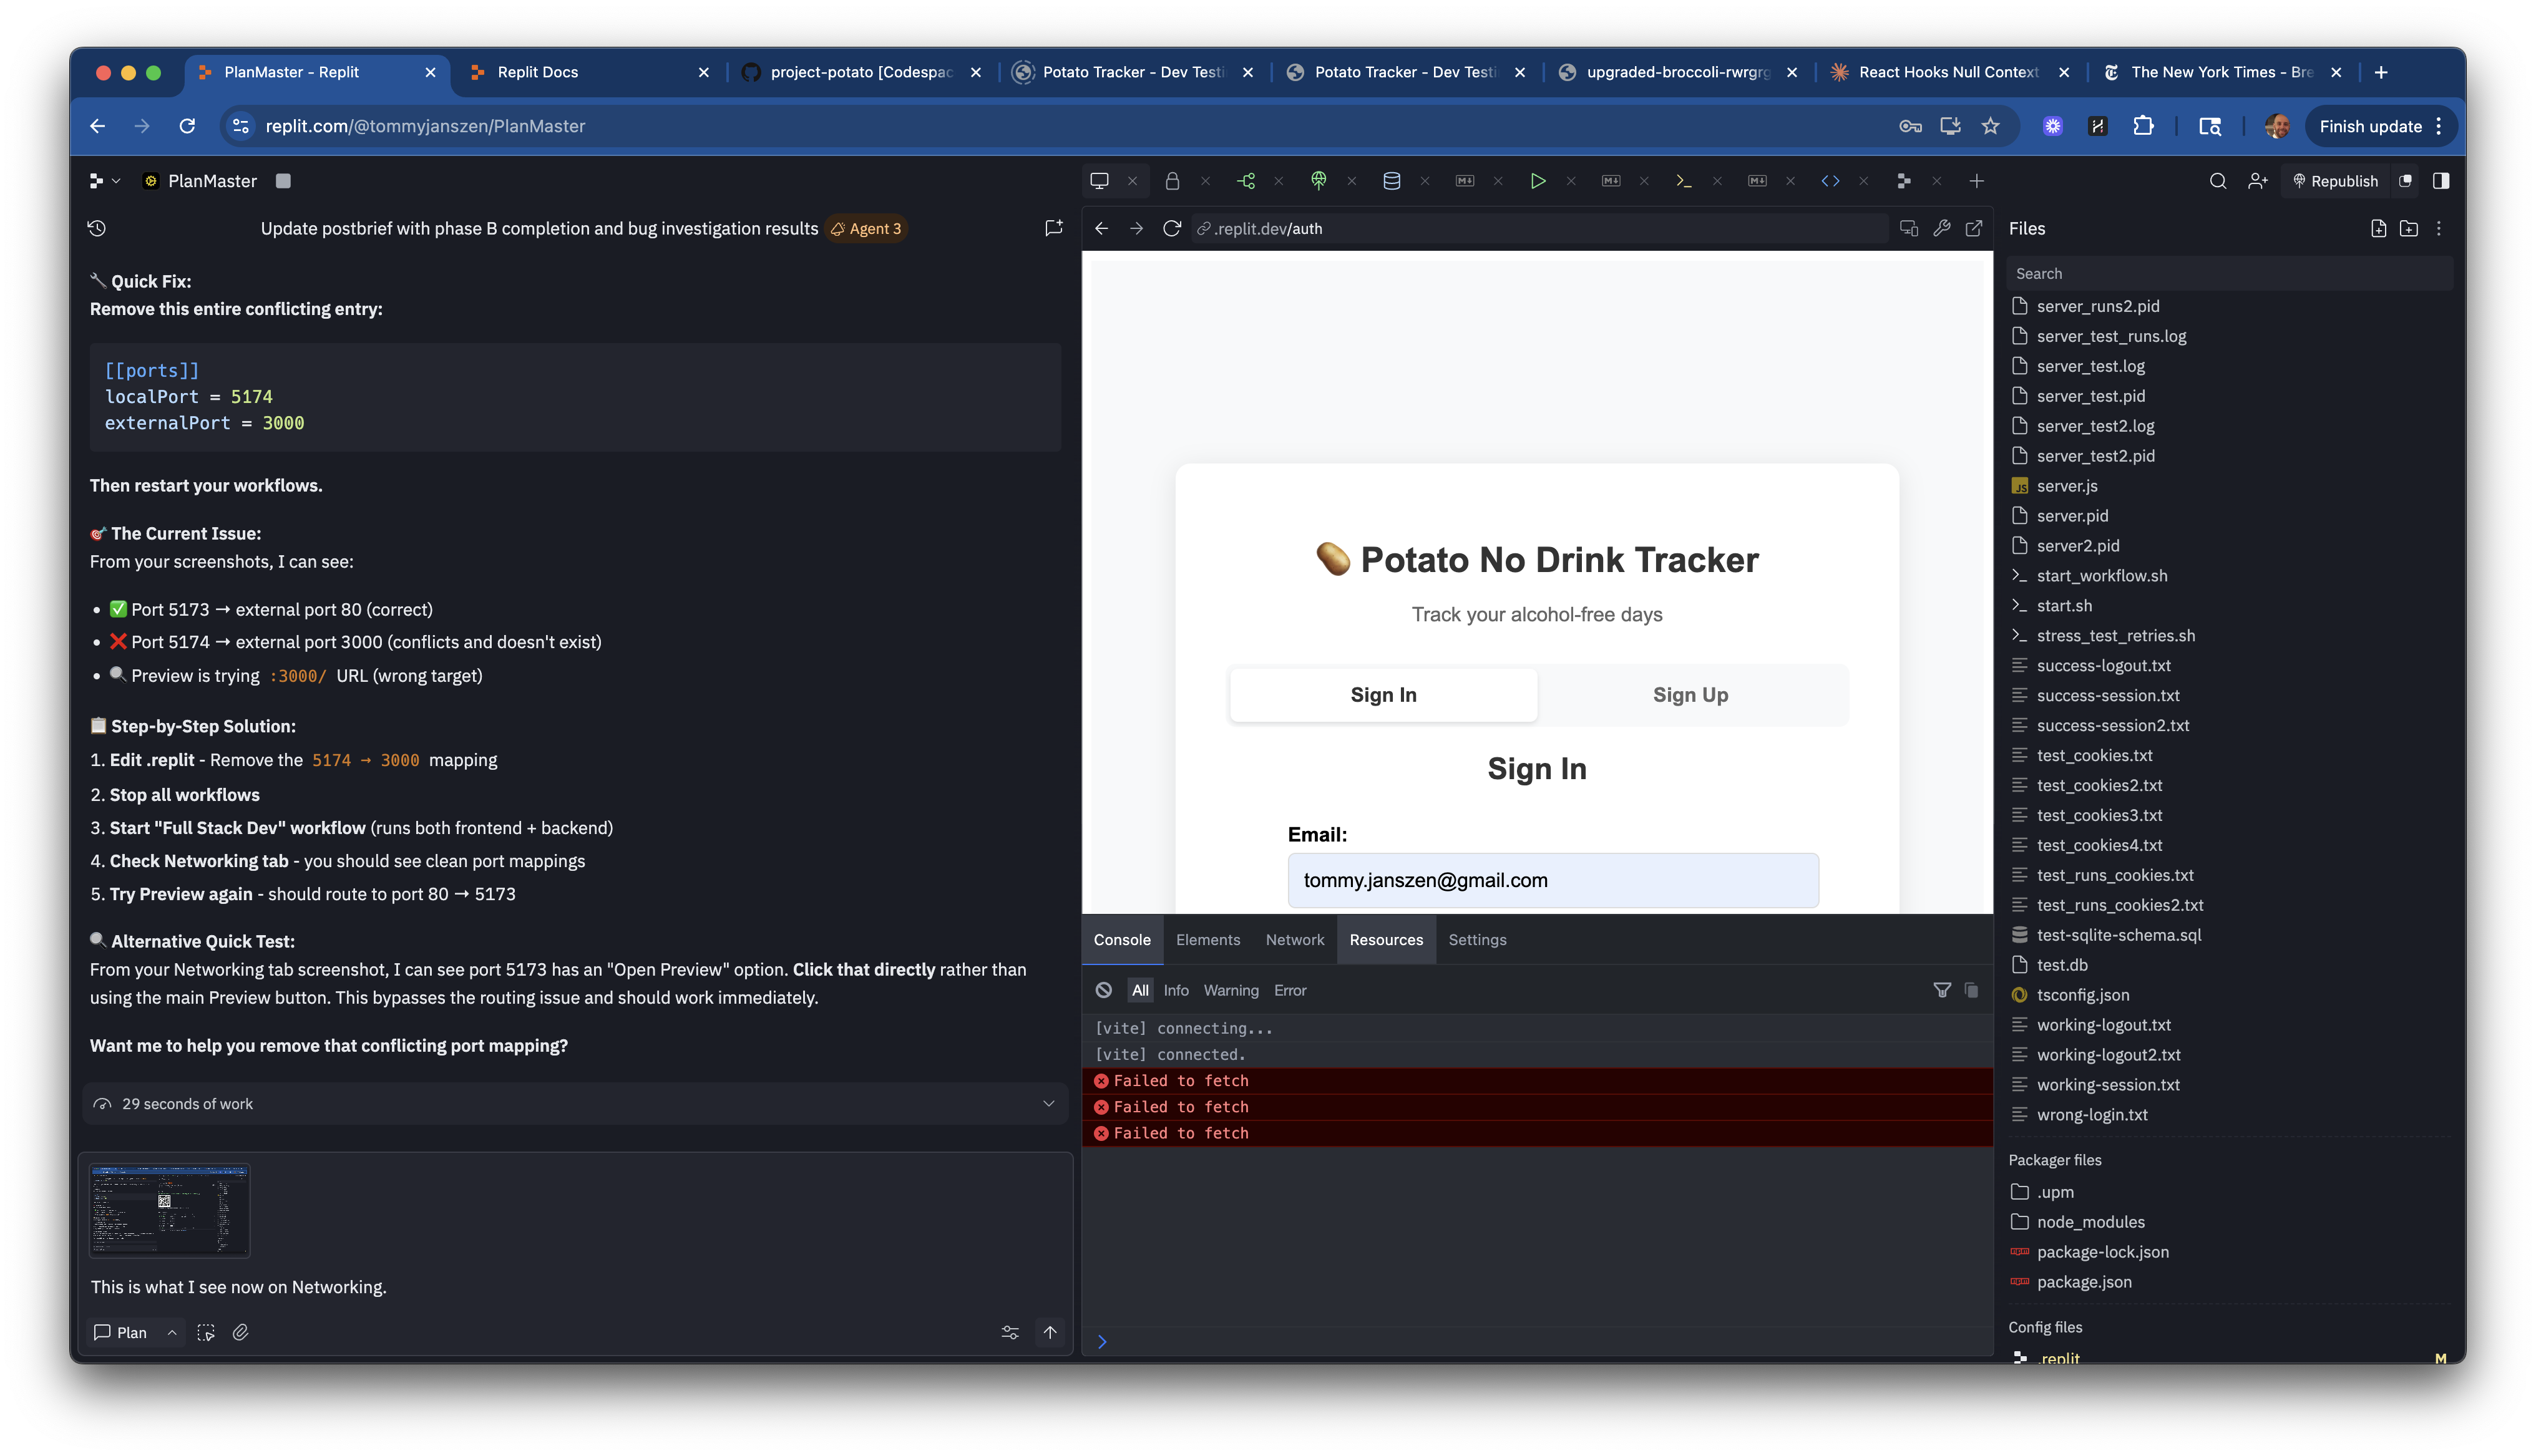 PlanMaster - Replit
Replit Docs
project-potato [Codespac
Potato Tracker - Dev Testi
Potato Tracker - Dev Testi
upgraded-broccoli-rwrgrg
React Hooks Null Context
The New York Times - Bre
replit.com/@tommyjanszen/PlanMaster
Finish update
PlanMaster
Republish
Update postbrief with phase B completion and bug investigation results
Agent 3
🔧 Quick Fix:
Remove this entire conflicting entry:
[[ports]]
localPort = 5174
externalPort = 3000
Then restart your workflows.
🎯 The Current Issue:
From your screenshots, I can see:
• ✅ Port 5173 → external port 80 (correct)
• ❌ Port 5174 → external port 3000 (conflicts and doesn't exist)
• 🔍 Preview is trying :3000/ URL (wrong target)
📋 Step-by-Step Solution:
1. Edit .replit - Remove the 5174 → 3000 mapping
2. Stop all workflows
3. Start "Full Stack Dev" workflow (runs both frontend + backend)
4. Check Networking tab - you should see clean port mappings
5. Try Preview again - should route to port 80 → 5173
🔍 Alternative Quick Test:
From your Networking tab screenshot, I can see port 5173 has an "Open Preview" option. Click that directly rather than
using the main Preview button. This bypasses the routing issue and should work immediately.
Want me to help you remove that conflicting port mapping?
29 seconds of work
This is what I see now on Networking.
Plan
.replit.dev/auth
🥔 Potato No Drink Tracker
Track your alcohol-free days
Sign In
Sign Up
Sign In
Email:
tommy.janszen@gmail.com
Console
Elements
Network
Resources
Settings
All
Info
Warning
Error
[vite] connecting...
[vite] connected.
Failed to fetch
Failed to fetch
Failed to fetch
Files
Search
server_runs2.pid
server_test_runs.log
server_test.log
server_test.pid
server_test2.log
server_test2.pid
JS server.js
server.pid
server2.pid
start_workflow.sh
start.sh
stress_test_retries.sh
success-logout.txt
success-session.txt
success-session2.txt
test_cookies.txt
test_cookies2.txt
test_cookies3.txt
test_cookies4.txt
test_runs_cookies.txt
test_runs_cookies2.txt
test-sqlite-schema.sql
test.db
tsconfig.json
working-logout.txt
working-logout2.txt
working-session.txt
wrong-login.txt
Packager files
.upm
node_modules
package-lock.json
package.json
Config files
.replit
M